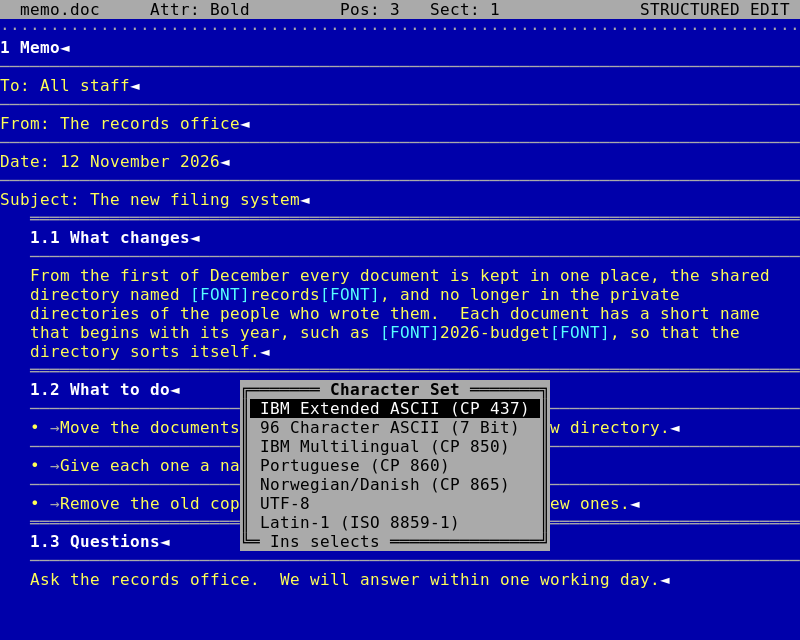 memo.doc Attr: Bold Pos: 3 Sect: 1 STRUCTURED EDIT
1 Memo◄
To: All staff◄
From: The records office◄
Date: 12 November 2026◄
Subject: The new filing system◄
1.1 What changes◄
From the first of December every document is kept in one place, the shared
directory named [FONT]records[FONT], and no longer in the private
directories of the people who wrote them.  Each document has a short name
that begins with its year, such as [FONT]2026-budget[FONT], so that the
directory sorts itself.◄
1.2 What to do◄
• →Move the documents
w directory.◄
• →Give each one a na
• →Remove the old cop
ew ones.◄
Character Set
IBM Extended ASCII (CP 437)
96 Character ASCII (7 Bit)
IBM Multilingual (CP 850)
Portuguese (CP 860)
Norwegian/Danish (CP 865)
UTF-8
Latin-1 (ISO 8859-1)
Ins selects
1.3 Questions◄
Ask the records office.  We will answer within one working day.◄